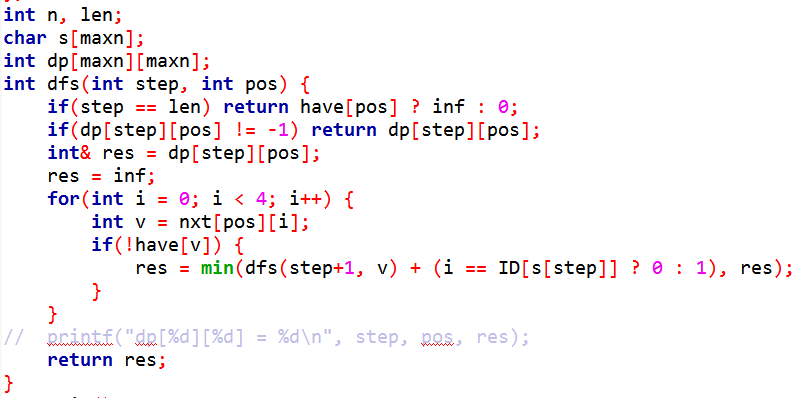 int n, len;
char s[maxn];
int dp[maxn][maxn];
int dfs(int step, int pos) {
    if(step == len) return have[pos] ? inf : 0;
    if(dp[step][pos] != -1) return dp[step][pos];
    int& res = dp[step][pos];
    res = inf;
    for(int i = 0; i < 4; i++) {
        int v = nxt[pos][i];
        if(!have[v]) {
            res = min(dfs(step+1, v) + (i == ID[s[step]] ? 0 : 1), res);
        }
    }
//  printf("dp[%d][%d] = %d\n", step, pos, res);
    return res;
}